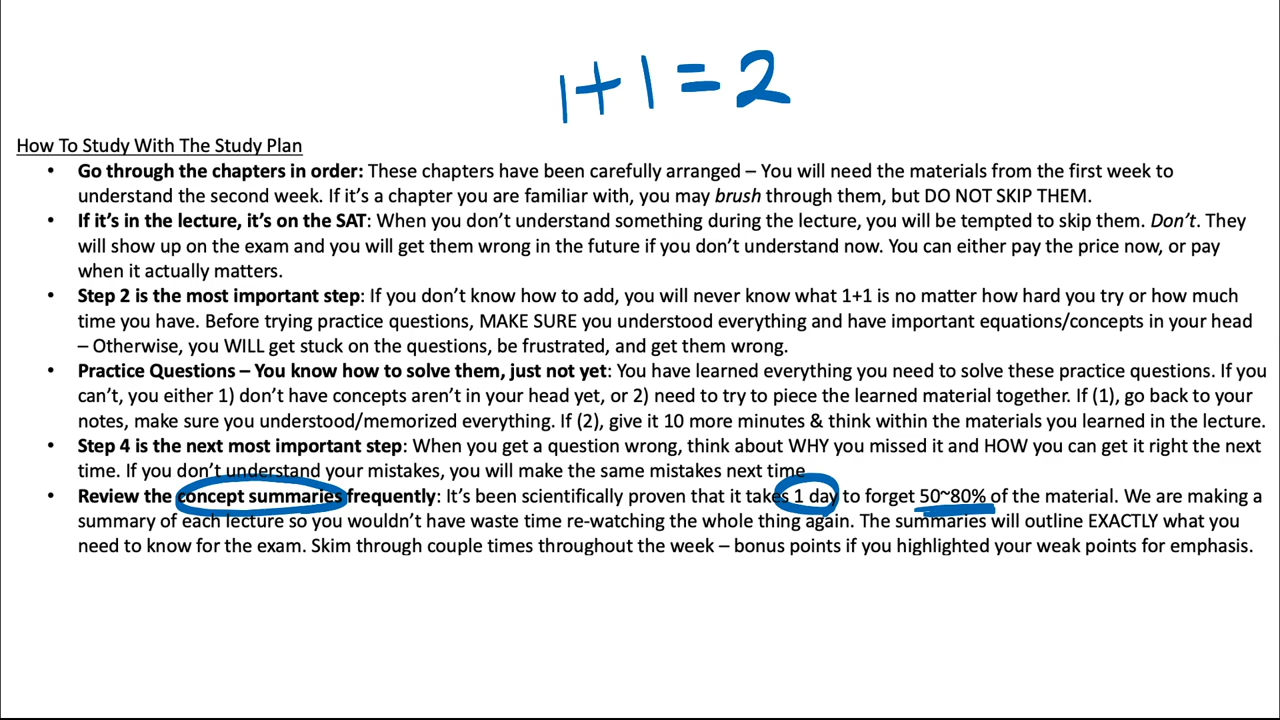 1+1=2
How To Study With The Study Plan
• Go through the chapters in order: These chapters have been carefully arranged – You will need the materials from the first week to
understand the second week. If it’s a chapter you are familiar with, you may brush through them, but DO NOT SKIP THEM.
• If it’s in the lecture, it’s on the SAT: When you don’t understand something during the lecture, you will be tempted to skip them. Don’t. They
will show up on the exam and you will get them wrong in the future if you don’t understand now. You can either pay the price now, or pay
when it actually matters.
• Step 2 is the most important step: If you don’t know how to add, you will never know what 1+1 is no matter how hard you try or how much
time you have. Before trying practice questions, MAKE SURE you understood everything and have important equations/concepts in your head
– Otherwise, you WILL get stuck on the questions, be frustrated, and get them wrong.
• Practice Questions – You know how to solve them, just not yet: You have learned everything you need to solve these practice questions. If you
can’t, you either 1) don’t have concepts aren’t in your head yet, or 2) need to try to piece the learned material together. If (1), go back to your
notes, make sure you understood/memorized everything. If (2), give it 10 more minutes & think within the materials you learned in the lecture.
• Step 4 is the next most important step: When you get a question wrong, think about WHY you missed it and HOW you can get it right the next
time. If you don’t understand your mistakes, you will make the same mistakes next time
• Review the concept summaries frequently: It’s been scientifically proven that it takes 1 day to forget 50~80% of the material. We are making a
summary of each lecture so you wouldn’t have waste time re-watching the whole thing again. The summaries will outline EXACTLY what you
need to know for the exam. Skim through couple times throughout the week – bonus points if you highlighted your weak points for emphasis.